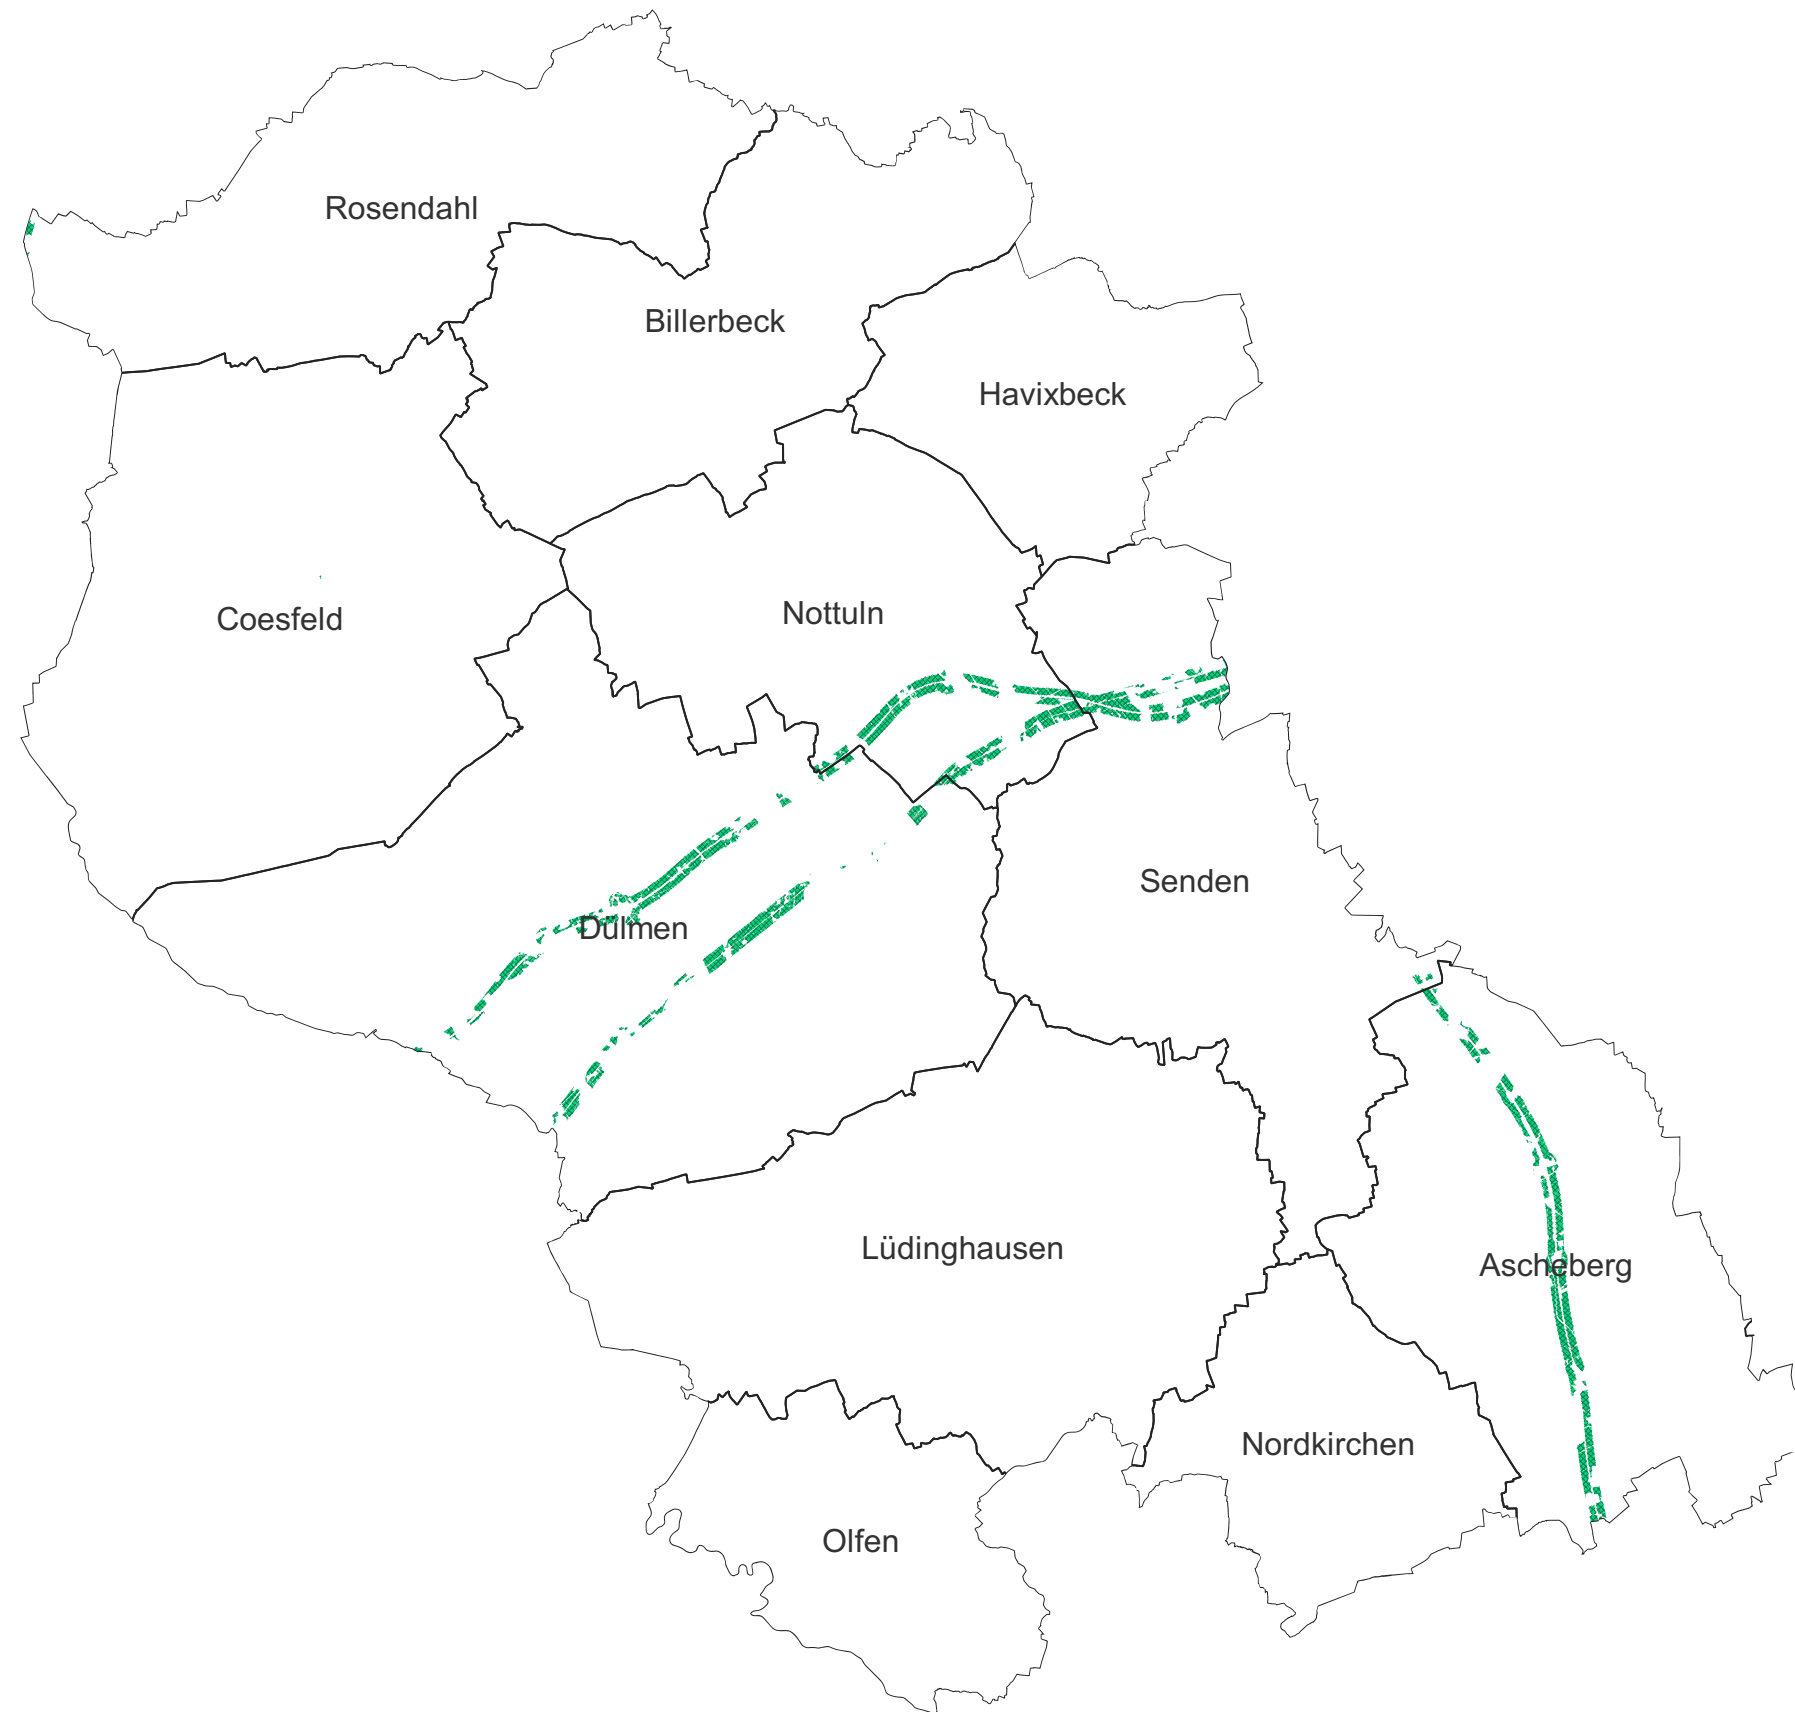 Rosendahl
Billerbeck
Havixbeck
Coesfeld
Nottuln
Senden
Dülmen
Lüdinghausen
Ascheberg
Nordkirchen
Olfen